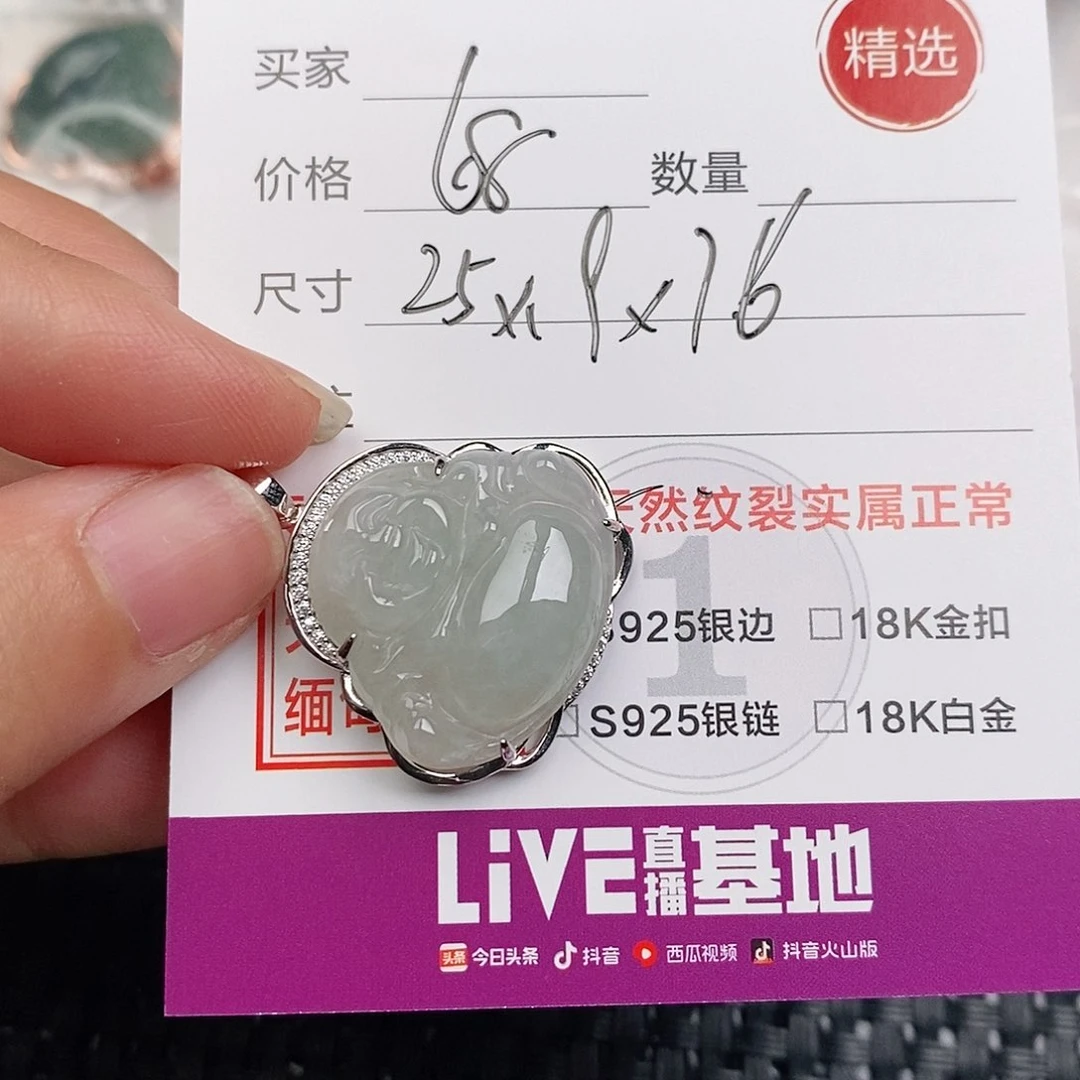 精选
买家
价格 68 数量
尺寸 25x19x76
天然纹裂实属正常
S925银边 □18K金扣
缅甸
1
□S925银链 □18K白金
LiVE直播基地
头条 今日头条 抖音 西瓜视频 抖音火山版